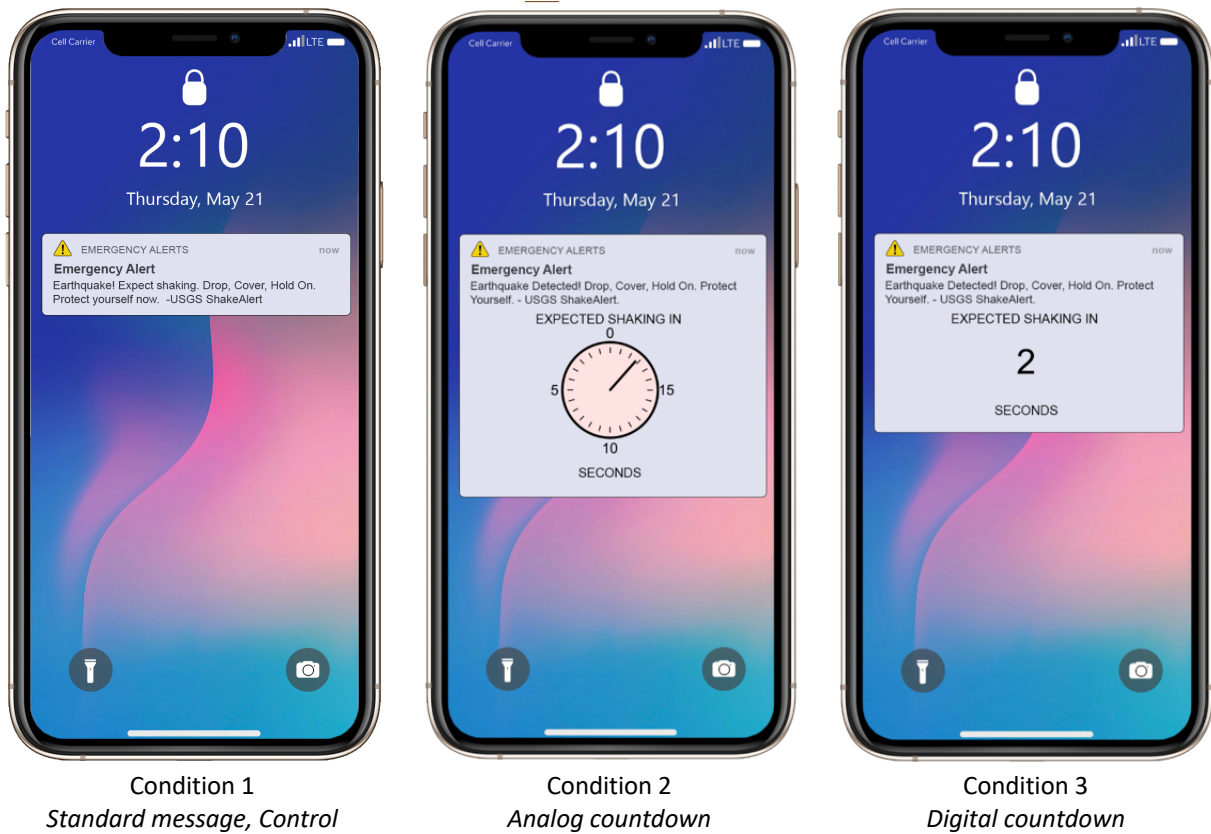 Cell Carrier
LTE
2:10
Thursday, May 21
EMERGENCY ALERTS
now
Emergency Alert
Earthquake! Expect shaking. Drop, Cover, Hold On.
Protect yourself now. -USGS ShakeAlert
Condition 1
Standard message, Control
Cell Carrier
LTE
2:10
Thursday, May 21
EMERGENCY ALERTS
now
Emergency Alert
Earthquake Detected! Drop, Cover, Hold On. Protect
Yourself. - USGS ShakeAlert.
EXPECTED SHAKING IN
0
5
15
10
SECONDS
Condition 2
Analog countdown
Cell Carrier
LTE
2:10
Thursday, May 21
EMERGENCY ALERTS
now
Emergency Alert
Earthquake Detected! Drop, Cover, Hold On. Protect
Yourself. - USGS ShakeAlert.
EXPECTED SHAKING IN
2
SECONDS
Condition 3
Digital countdown